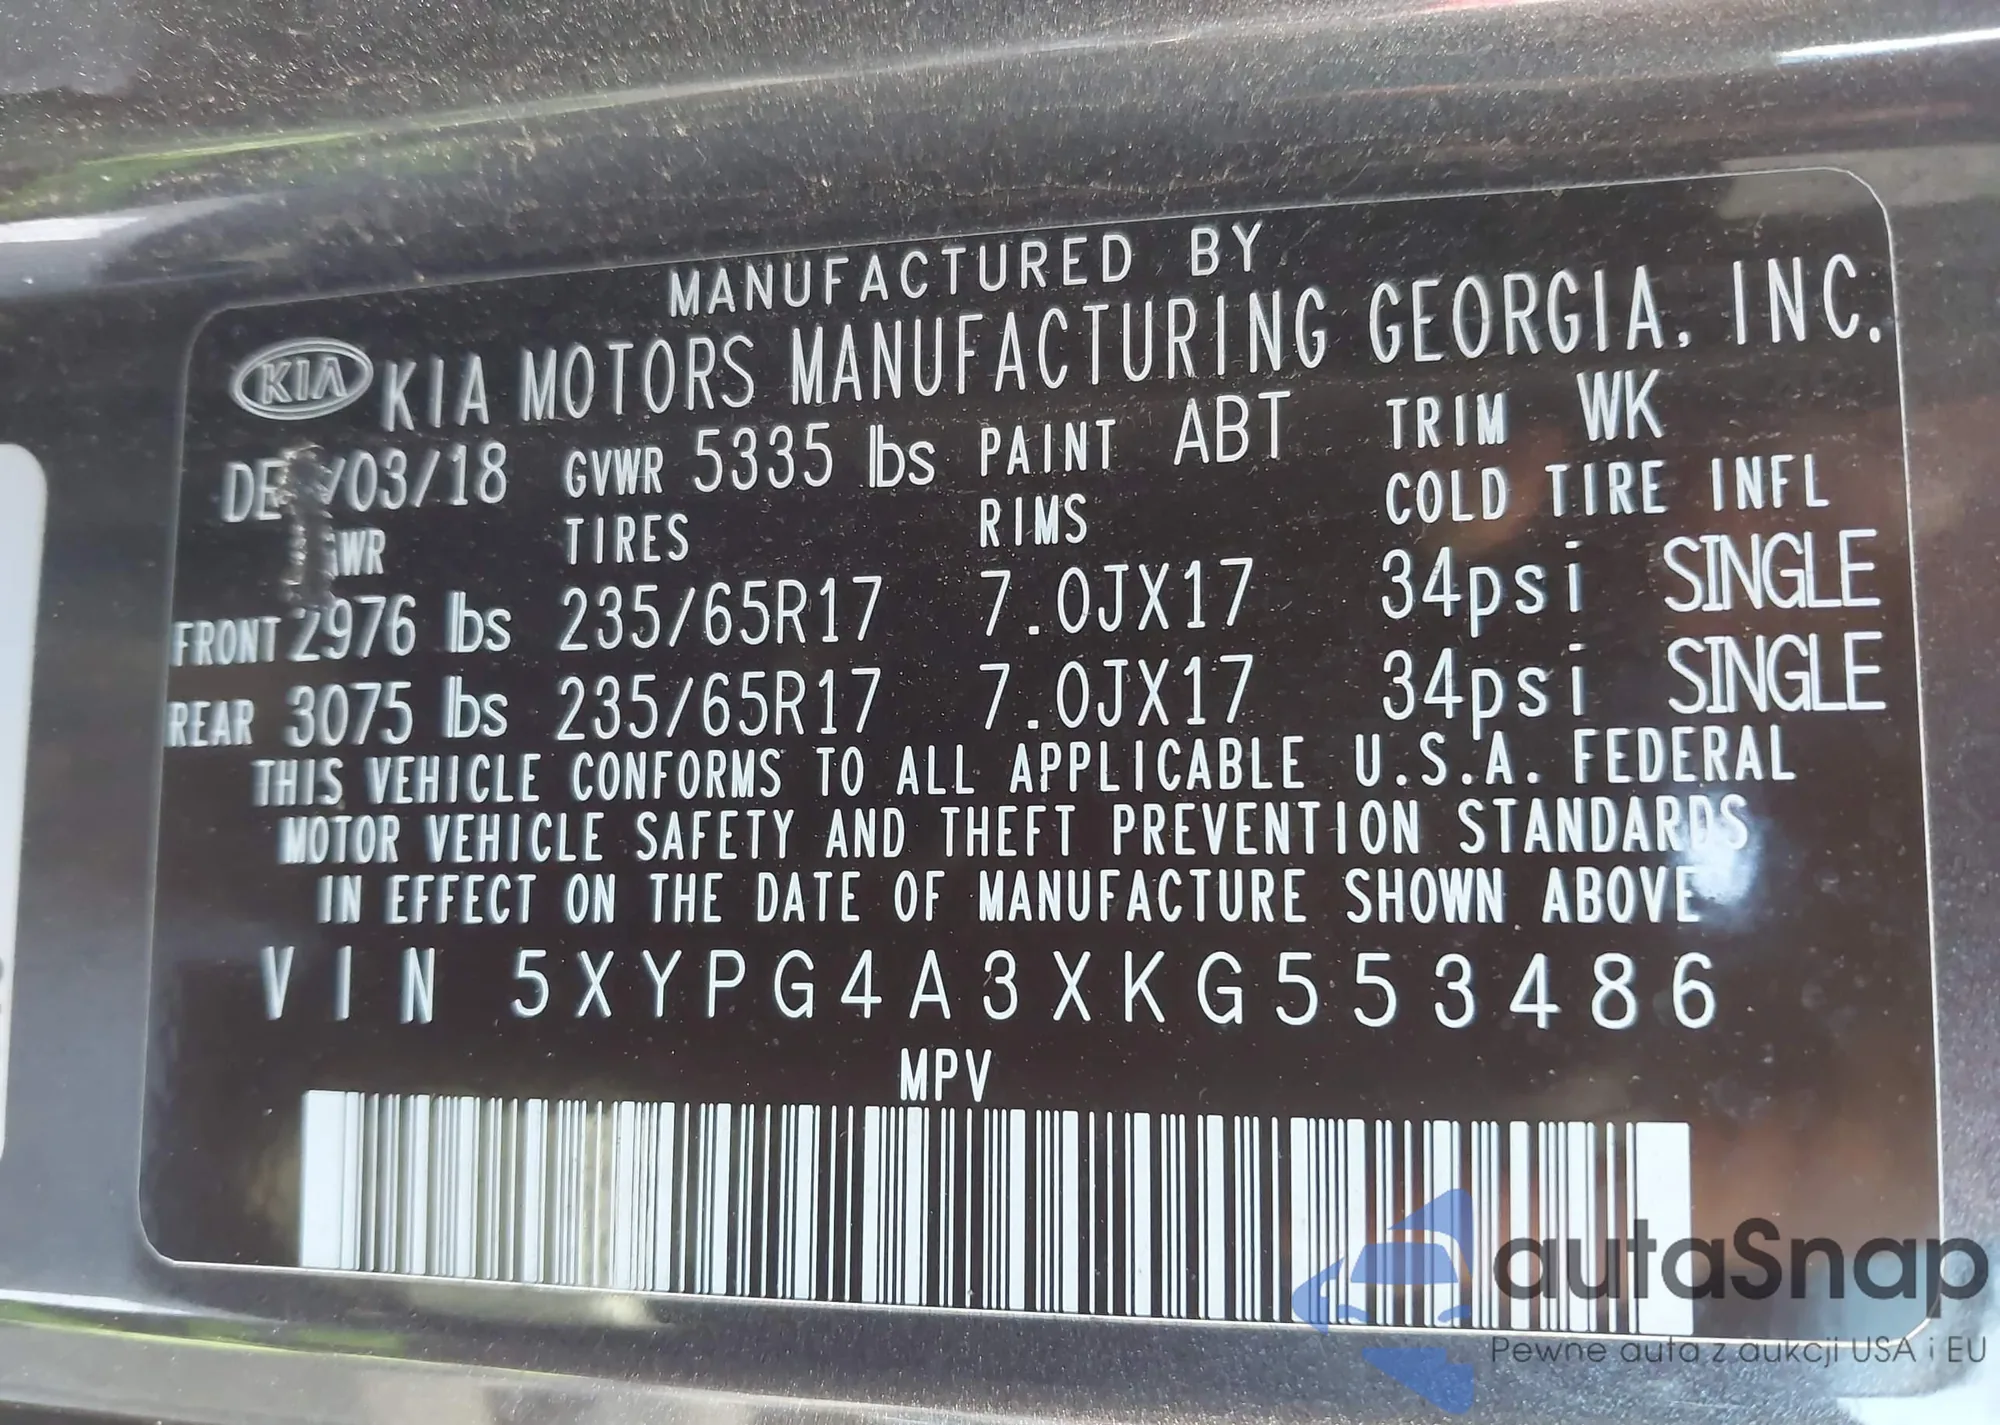 MANUFACTURED BY
KIA KIA MOTORS MANUFACTURING GEORGIA, INC.
/03/18 GVWR 5335 lbs PAINT ABT TRIM WK
TIRES RIMS COLD TIRE INFL
FRONT 2976 lbs 235/65R17 7.0JX17 34psi SINGLE
REAR 3075 lbs 235/65R17 7.0JX17 34psi SINGLE
THIS VEHICLE CONFORMS TO ALL APPLICABLE U.S.A. FEDERAL
MOTOR VEHICLE SAFETY AND THEFT PREVENTION STANDARDS
IN EFFECT ON THE DATE OF MANUFACTURE SHOWN ABOVE
VIN 5XYPG4A3XKG553486
MPV
autaSnap
Pewne auta z aukcji USA i EU